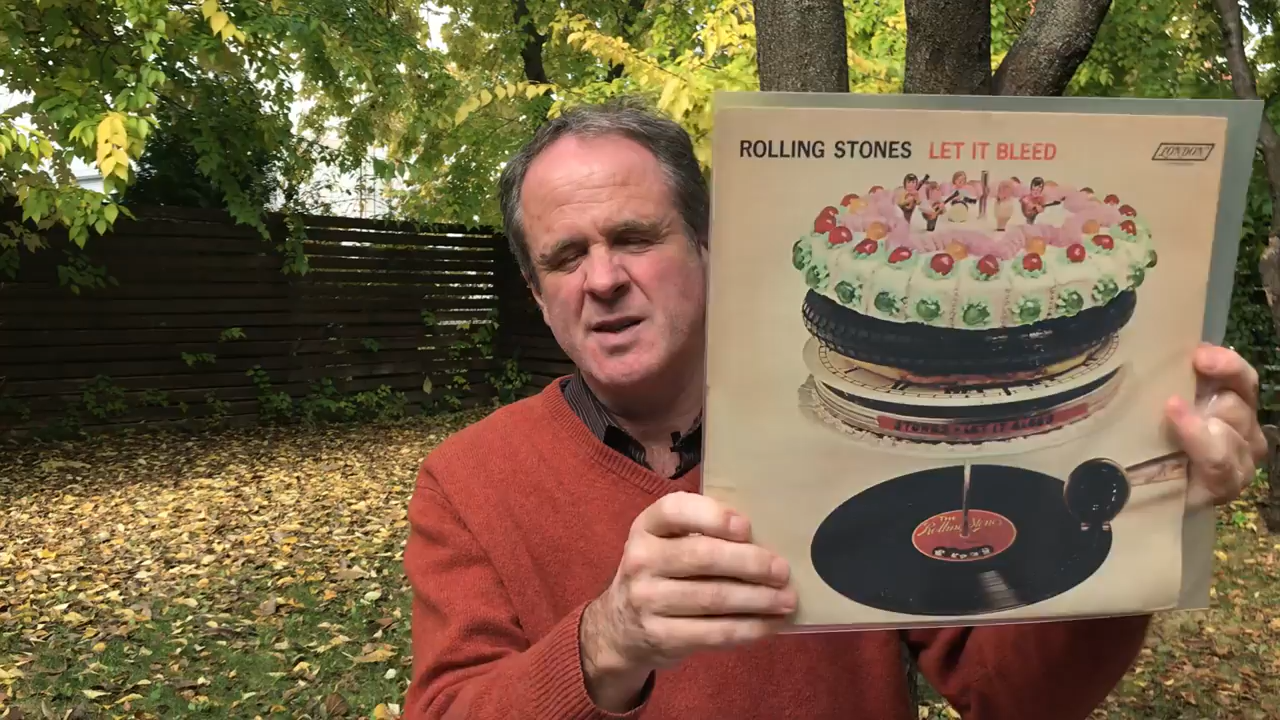 ROLLING STONES LET IT BLEED
LONDON
STONES - LET IT BLEED
THE
Rolling Stones